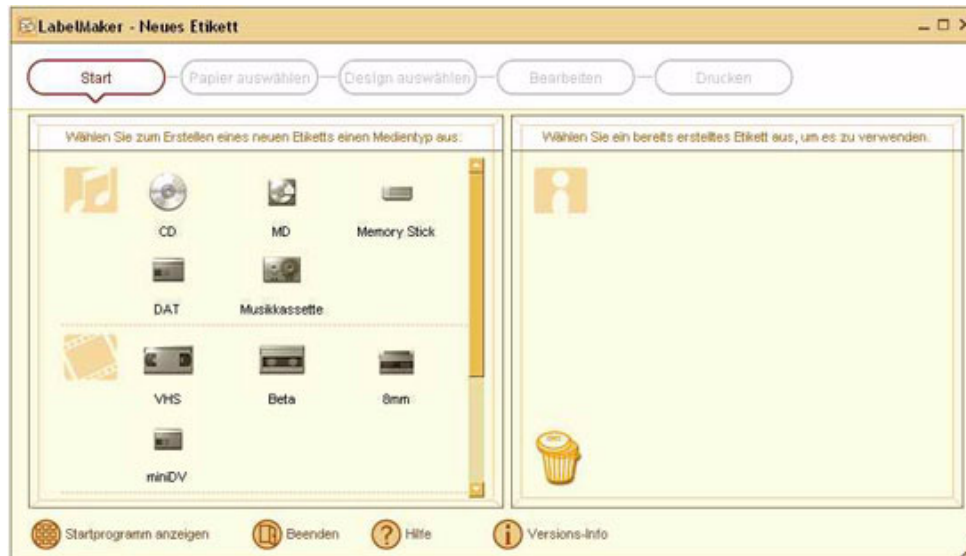 LabelMaker - Neues Etikett
Start
Papier auswählen
Design auswählen
Bearbeiten
Drucken
Wählen Sie zum Erstellen eines neuen Etiketts einen Medientyp aus:
Wählen Sie ein bereits erstelltes Etikett aus, um es zu verwenden.
CD
MD
Memory Stick
DAT
Musikkassette
VHS
Beta
8mm
miniDV
Startprogramm anzeigen
Beenden
Hilfe
Versions-Info